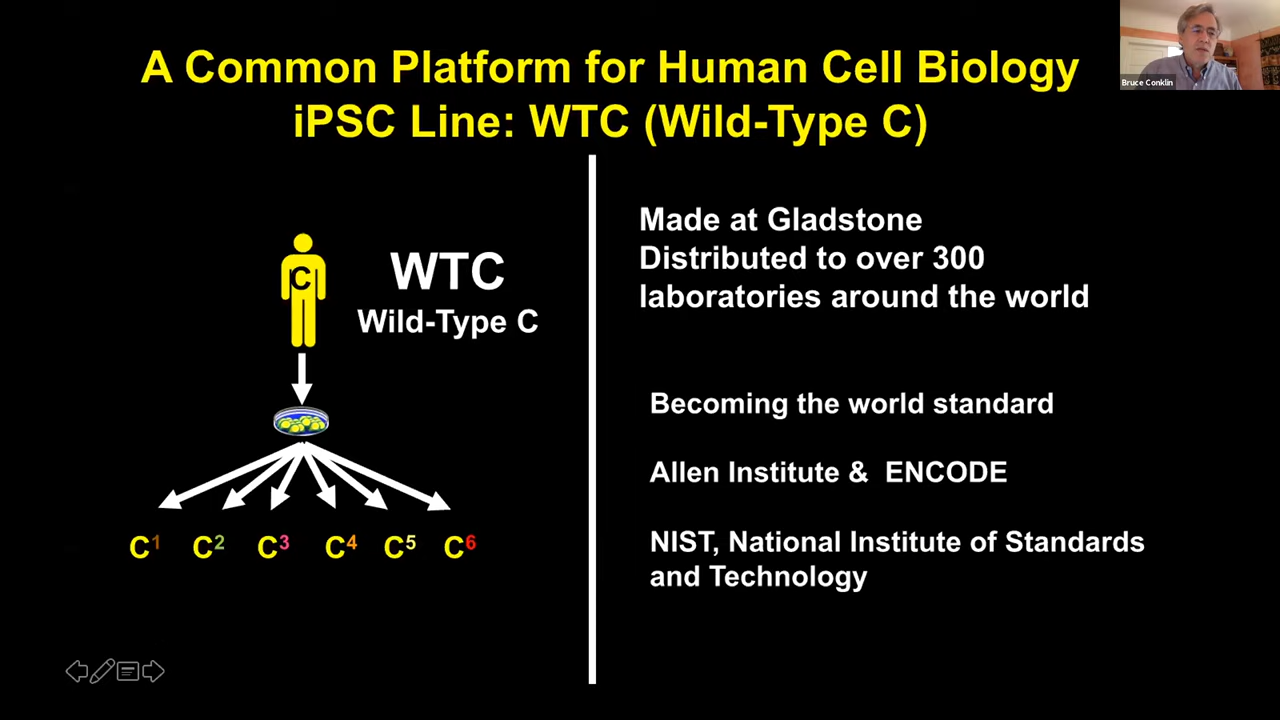 A Common Platform for Human Cell Biology
iPSC Line: WTC (Wild-Type C)
Bruce Conklin
C
WTC
Wild-Type C
C1 C2 C3 C4 C5 C6
Made at Gladstone
Distributed to over 300
laboratories around the world
Becoming the world standard
Allen Institute & ENCODE
NIST, National Institute of Standards
and Technology